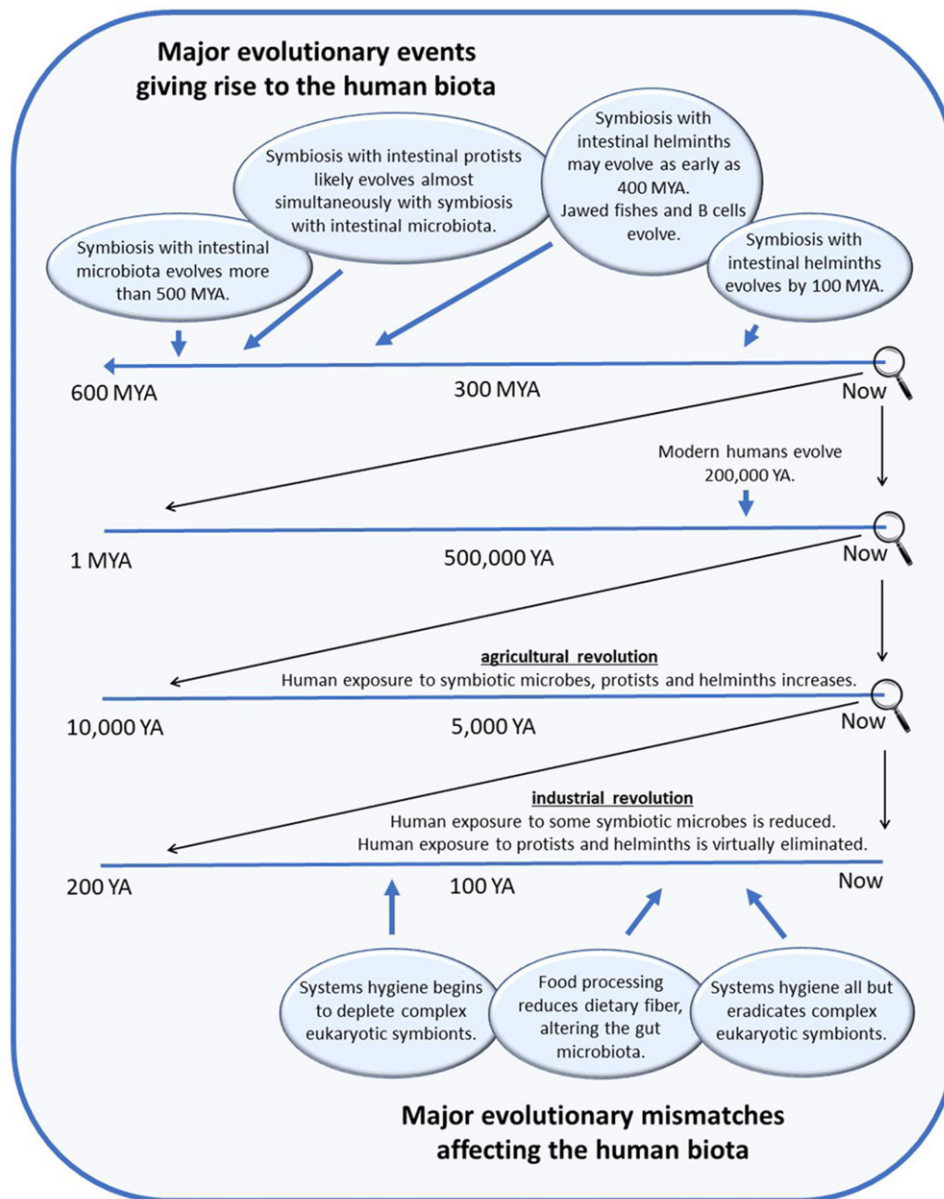 Major evolutionary events
giving rise to the human biota
Symbiosis with intestinal
microbiota evolves more
than 500 MYA.
Symbiosis with intestinal protists
likely evolves almost
simultaneously with symbiosis
with intestinal microbiota.
Symbiosis with
intestinal helminths
may evolve as early as
400 MYA.
Jawed fishes and B cells
evolve.
Symbiosis with
intestinal helminths
evolves by 100 MYA.
600 MYA
300 MYA
Now
Modern humans evolve
200,000 YA.
1 MYA
500,000 YA
Now
agricultural revolution
Human exposure to symbiotic microbes, protists and helminths increases.
10,000 YA
5,000 YA
Now
industrial revolution
Human exposure to some symbiotic microbes is reduced.
Human exposure to protists and helminths is virtually eliminated.
200 YA
100 YA
Now
Systems hygiene begins
to deplete complex
eukaryotic symbionts.
Food processing
reduces dietary fiber,
altering the gut
microbiota.
Systems hygiene all but
eradicates complex
eukaryotic symbionts.
Major evolutionary mismatches
affecting the human biota